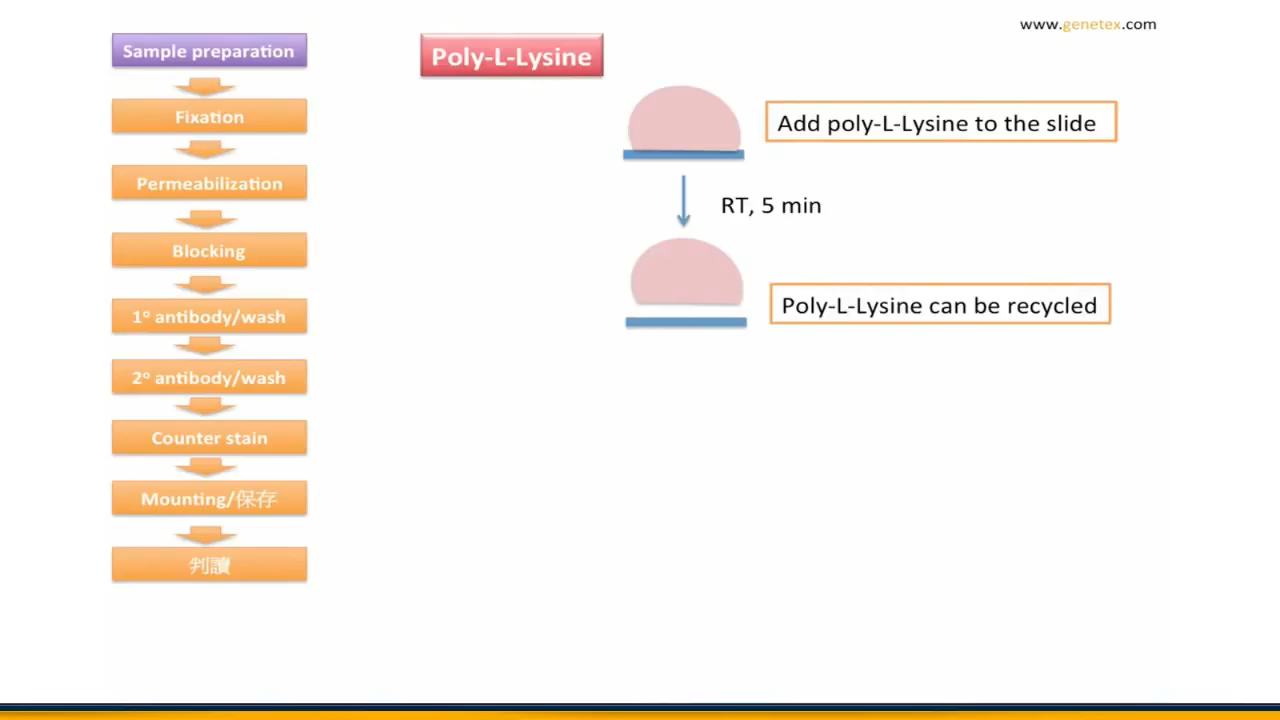 www.genetex.com
Sample preparation
Fixation
Permeabilization
Blocking
1° antibody/wash
2° antibody/wash
Counter stain
Mounting/保存
判讀
Poly-L-Lysine
Add poly-L-Lysine to the slide
RT, 5 min
Poly-L-Lysine can be recycled